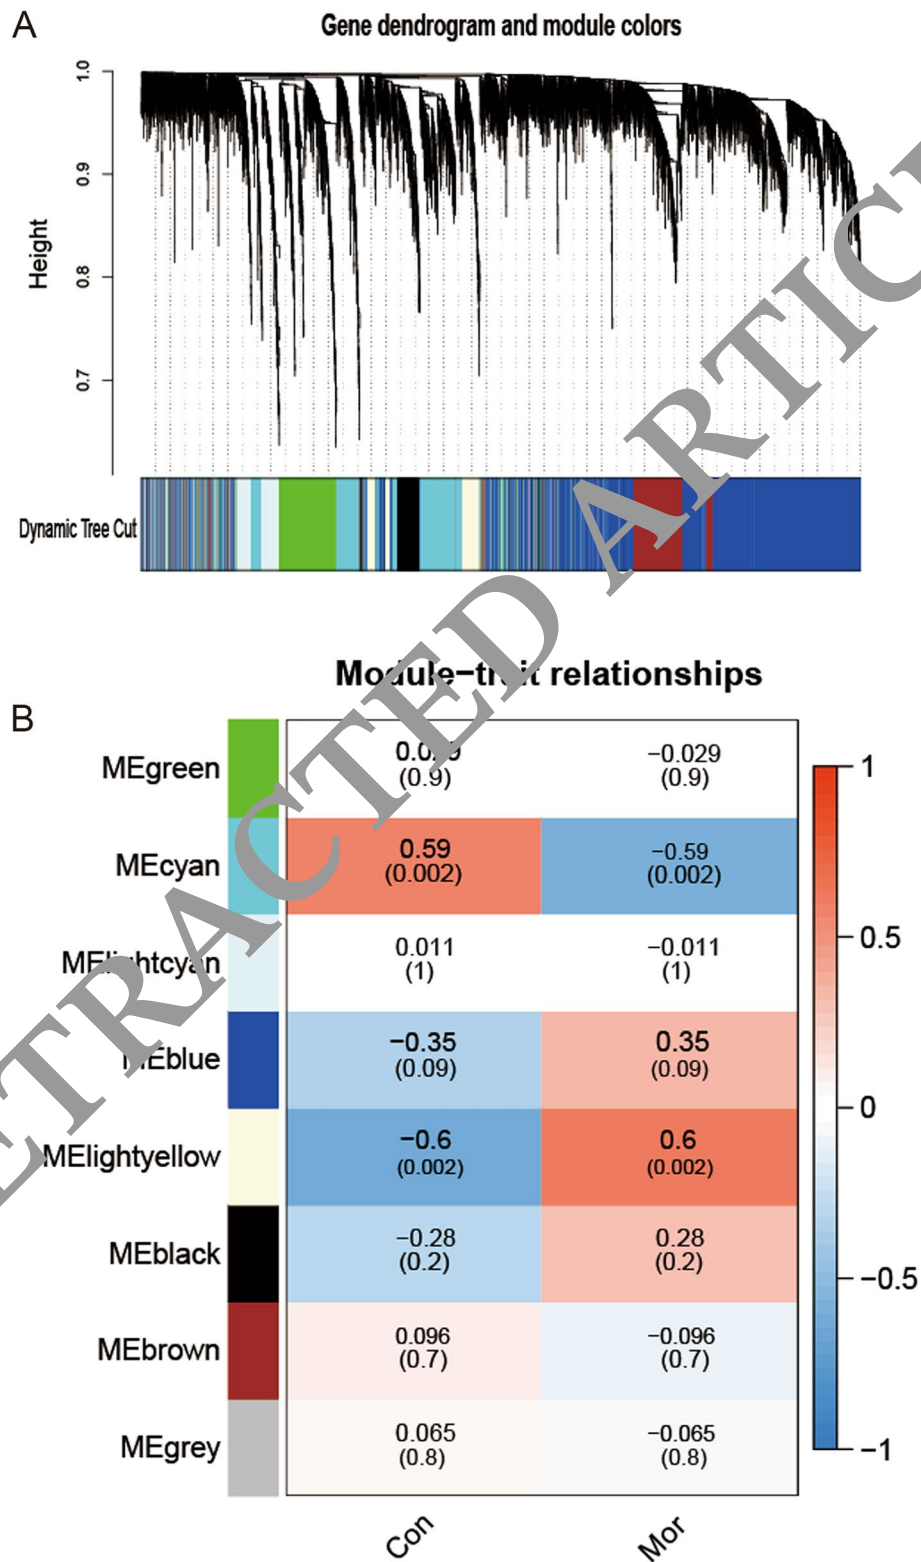 A
Gene dendrogram and module colors
Height
1.0
0.9
0.8
0.7
Dynamic Tree Cut
RETRACTED ARTICLE
Module−trait relationships
B
MEgreen
MEcyan
MElightcyan
MEblue
MElightyellow
MEblack
MEbrown
MEgrey
0.029 −0.029
(0.9) (0.9)
0.59 −0.59
(0.002) (0.002)
0.011 −0.011
(1) (1)
−0.35 0.35
(0.09) (0.09)
−0.6 0.6
(0.002) (0.002)
−0.28 0.28
(0.2) (0.2)
0.096 −0.096
(0.7) (0.7)
0.065 −0.065
(0.8) (0.8)
1
0.5
0
−0.5
−1
Con
Mor